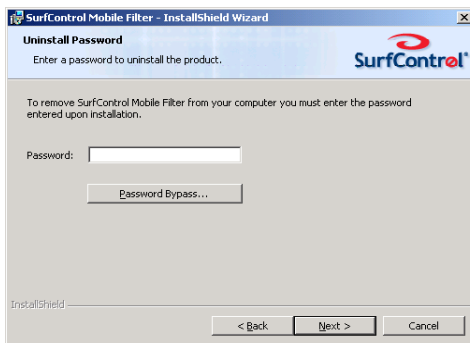 SurfControl Mobile Filter - InstallShield Wizard
Uninstall Password
Enter a password to uninstall the product.
SurfControl
To remove SurfControl Mobile Filter from your computer you must enter the password
entered upon installation.
Password:
Password Bypass...
InstallShield
< Back
Next >
Cancel